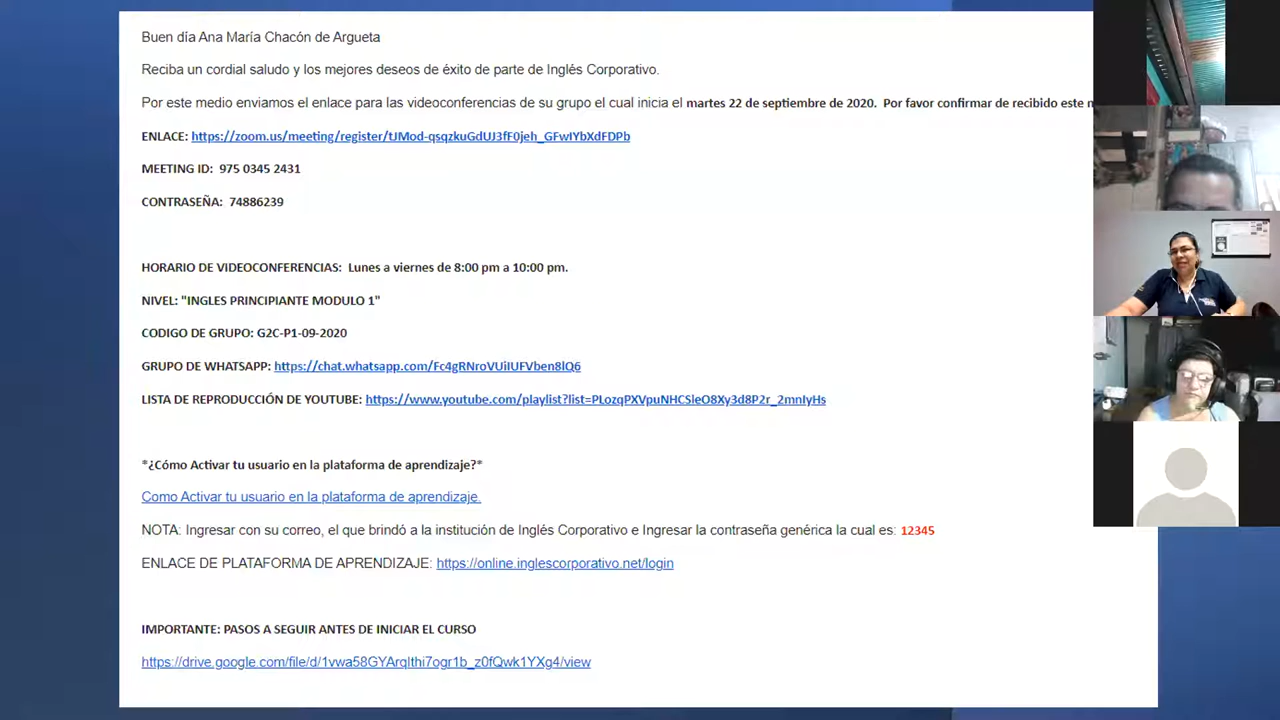 Buen día Ana María Chacón de Argueta
Reciba un cordial saludo y los mejores deseos de éxito de parte de Inglés Corporativo.
Por este medio enviamos el enlace para las videoconferencias de su grupo el cual inicia el martes 22 de septiembre de 2020.  Por favor confirmar de recibido este
ENLACE: https://zoom.us/meeting/register/tJMod-qsqzkuGdUJ3fF0jeh_GFwIYbXdFDPb
MEETING ID:  975 0345 2431
CONTRASEÑA:  74886239
HORARIO DE VIDEOCONFERENCIAS:  Lunes a viernes de 8:00 pm a 10:00 pm.
NIVEL: "INGLES PRINCIPIANTE MODULO 1"
CODIGO DE GRUPO: G2C-P1-09-2020
GRUPO DE WHATSAPP: https://chat.whatsapp.com/Fc4gRNroVUiIUFVben8lQ6
LISTA DE REPRODUCCIÓN DE YOUTUBE: https://www.youtube.com/playlist?list=PLozqPXVpuNHCSleO8Xy3d8P2r_2mnIyHs
*¿Cómo Activar tu usuario en la plataforma de aprendizaje?*
Como Activar tu usuario en la plataforma de aprendizaje.
NOTA: Ingresar con su correo, el que brindó a la institución de Inglés Corporativo e Ingresar la contraseña genérica la cual es: 12345
ENLACE DE PLATAFORMA DE APRENDIZAJE: https://online.inglescorporativo.net/login
IMPORTANTE: PASOS A SEGUIR ANTES DE INICIAR EL CURSO
https://drive.google.com/file/d/1vwa58GYArqIthi7ogr1b_z0fQwk1YXg4/view